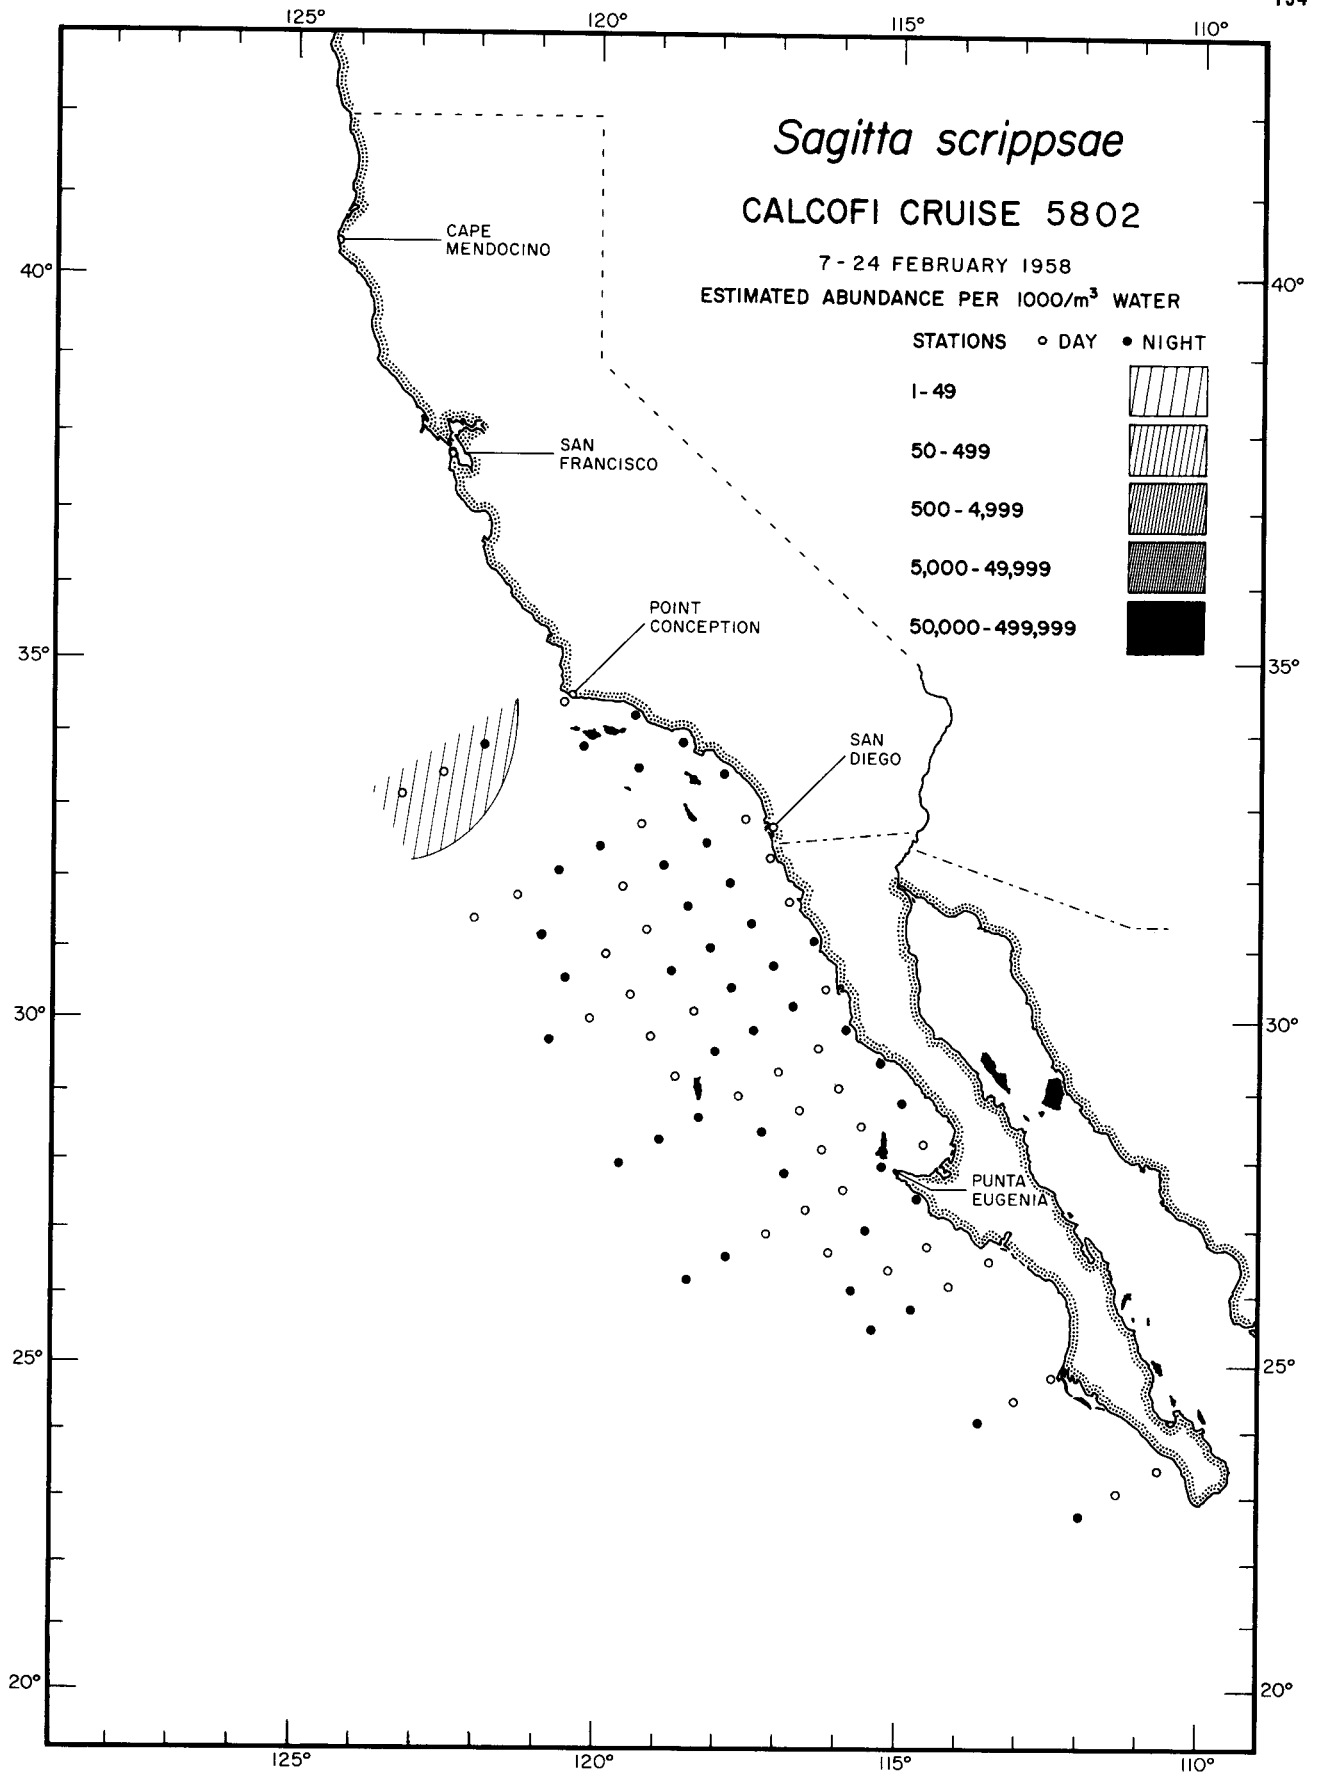 125° 120° 115° 110°
Sagitta scrippsae
CALCOFI CRUISE 5802
7-24 FEBRUARY 1958
ESTIMATED ABUNDANCE PER 1000/m³ WATER
STATIONS ○ DAY ● NIGHT
1-49
50-499
500-4,999
5,000-49,999
50,000-499,999
CAPE
MENDOCINO
40° 40°
SAN
FRANCISCO
POINT
CONCEPTION
35° 35°
SAN
DIEGO
30° 30°
PUNTA
EUGENIA
25° 25°
20° 20°
125° 120° 115° 110°